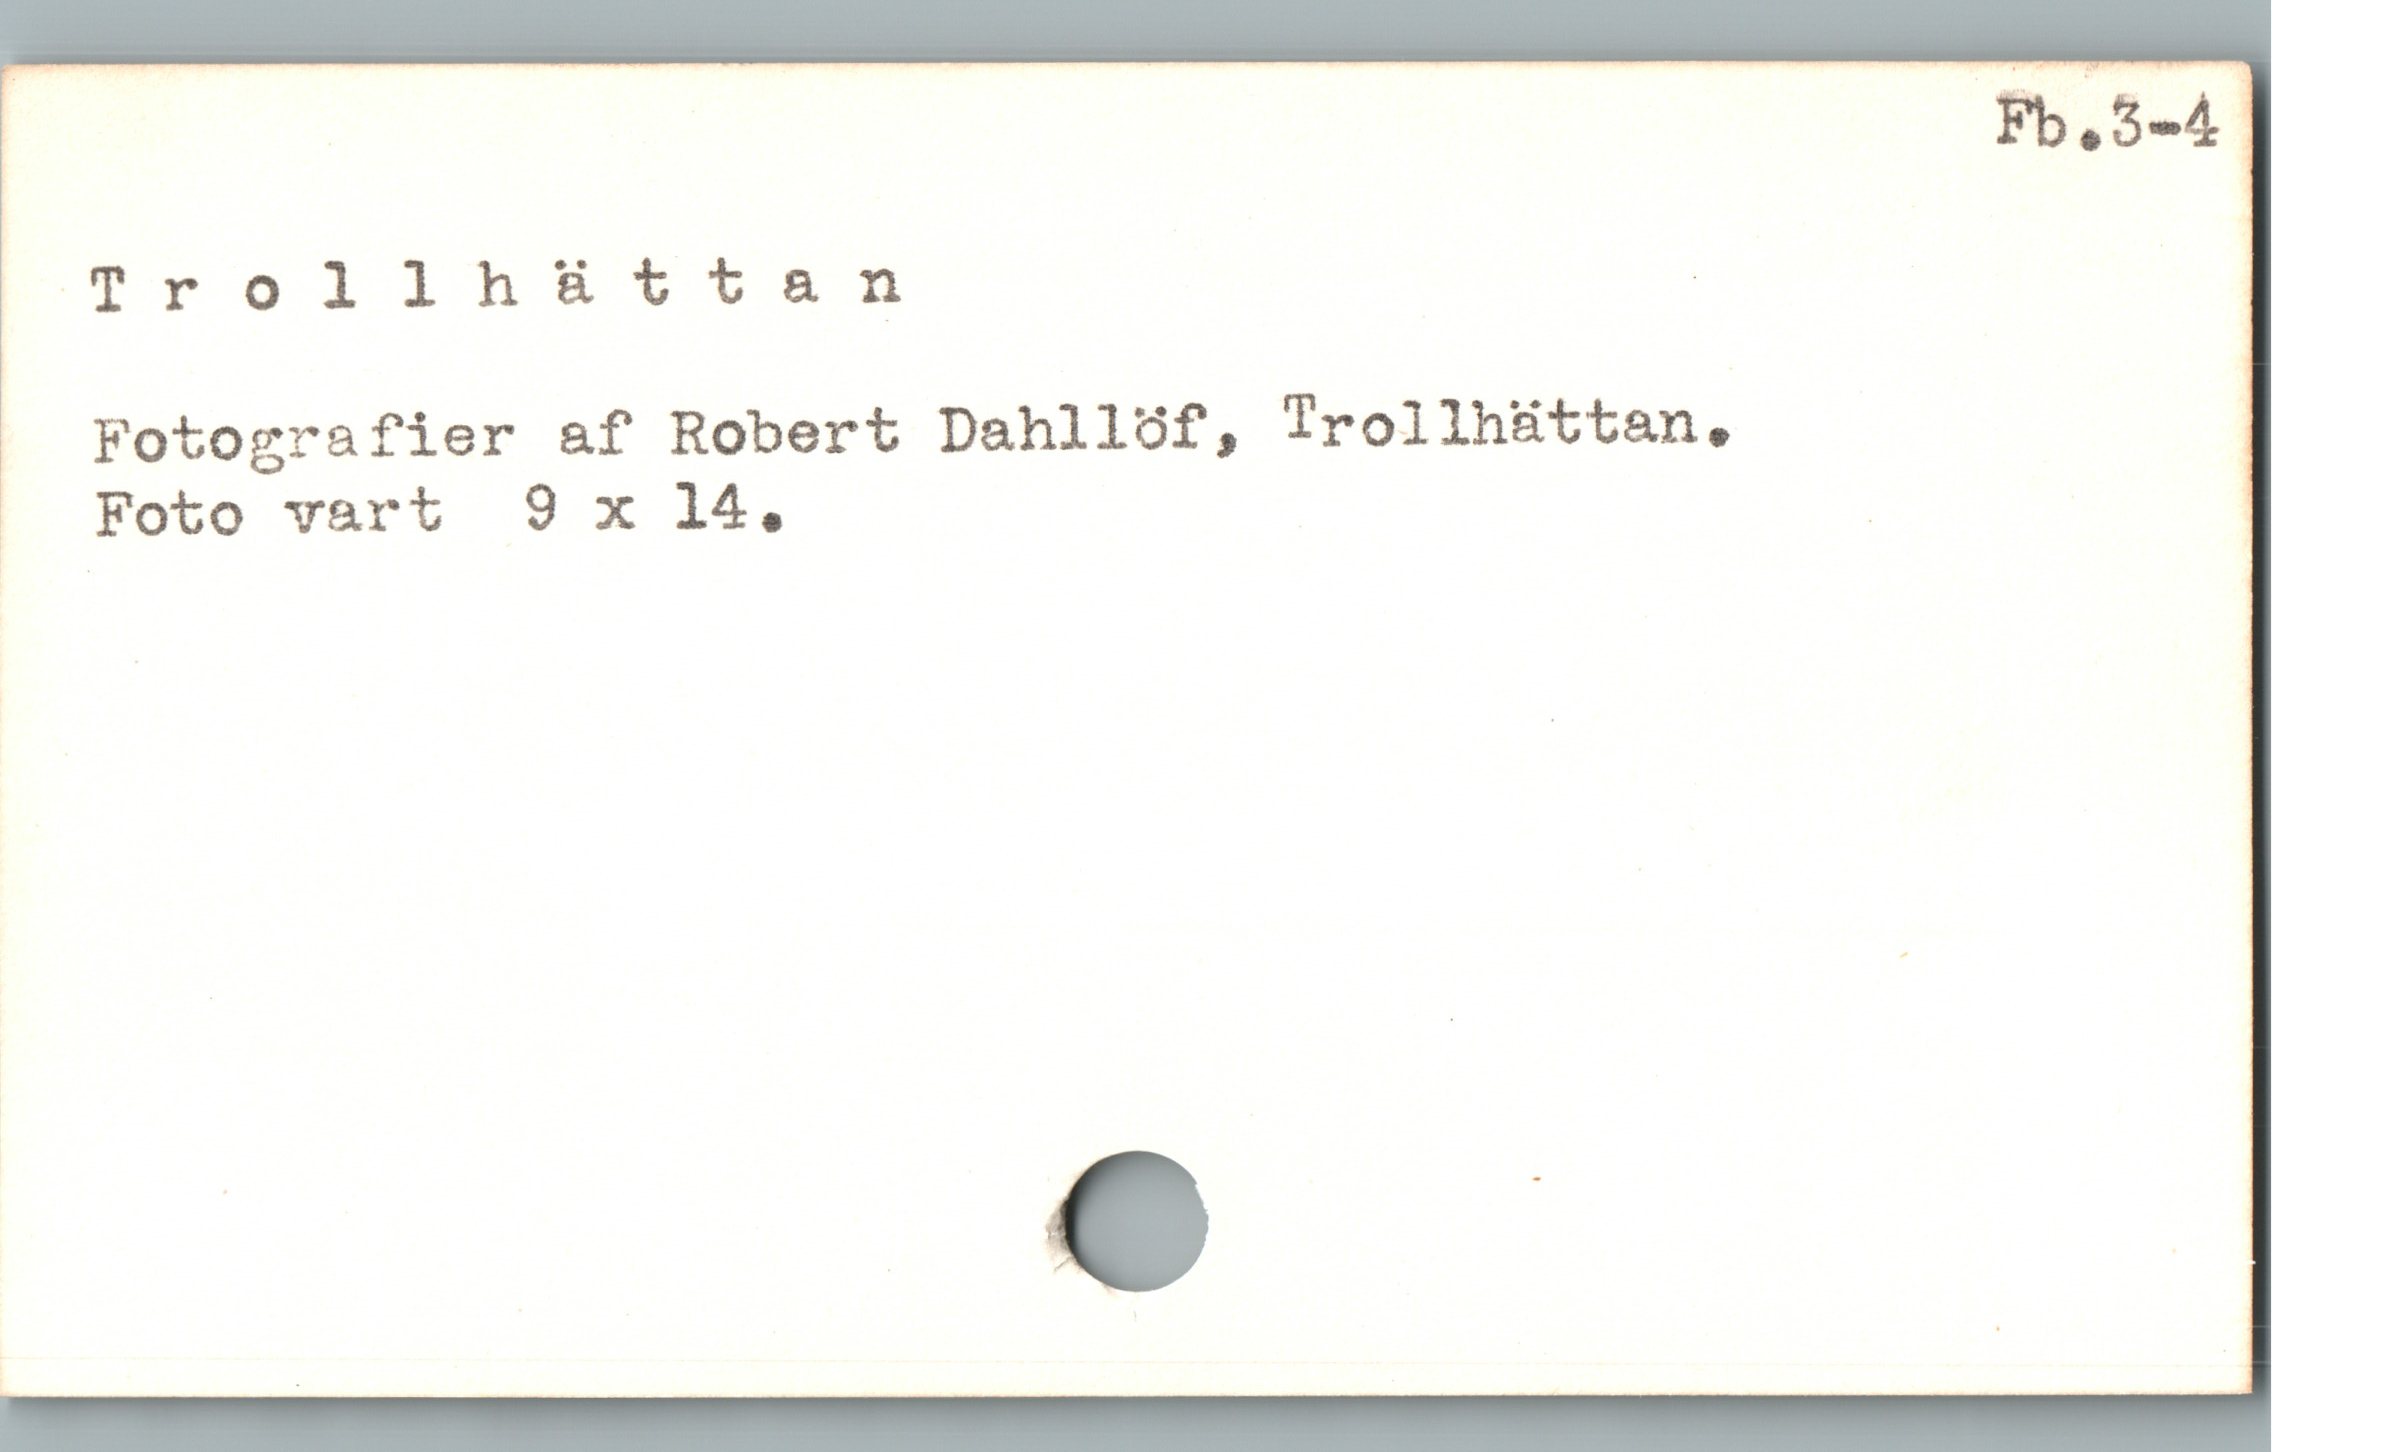 Fb.3-4
T r o l l h ä t t a n
Fotografier af Robert Dahllöf, Trollhättan.
Foto vart  9 x 14.